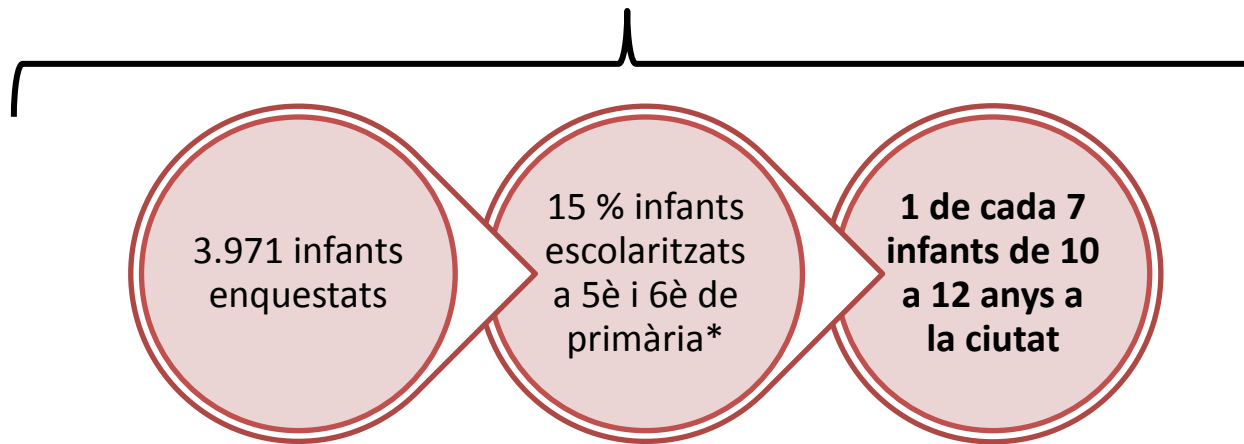 3.971 infants
enquestats
15 % infants
escolaritzats
a 5è i 6è de
primària*
1 de cada 7
infants de 10
a 12 anys a
la ciutat